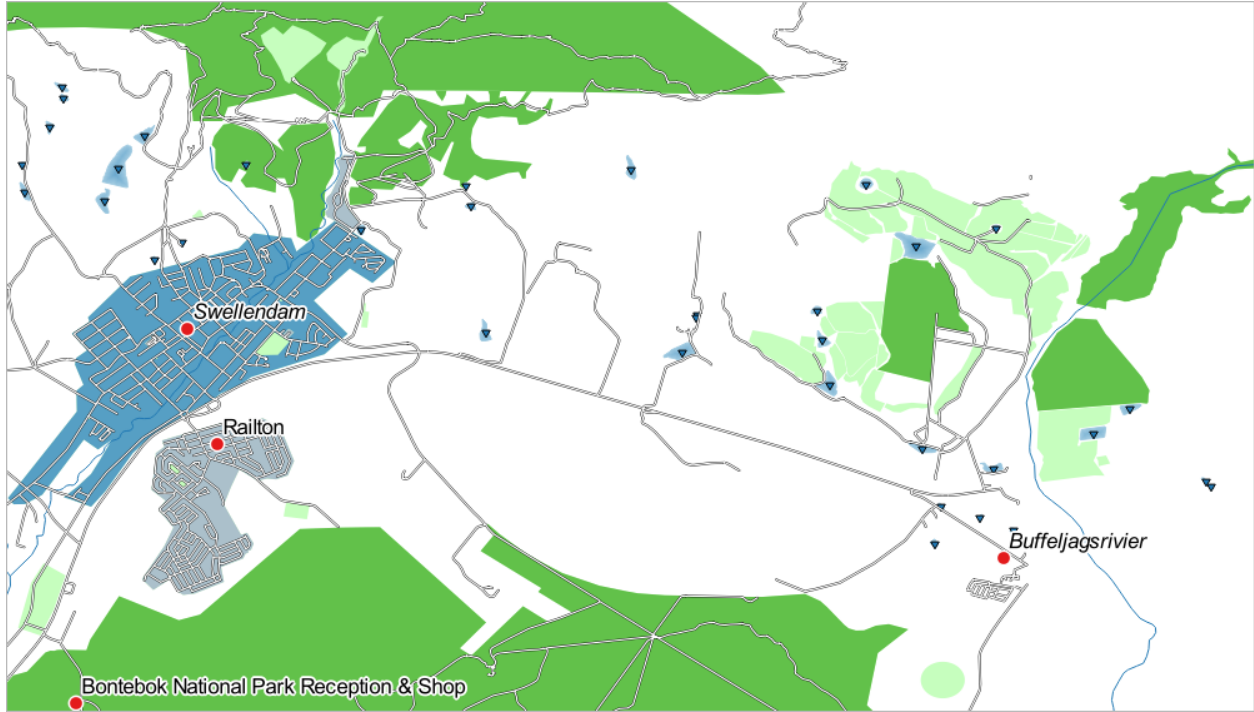 Swellendam
Railton
Buffeljagsrivier
Bontebok National Park Reception & Shop